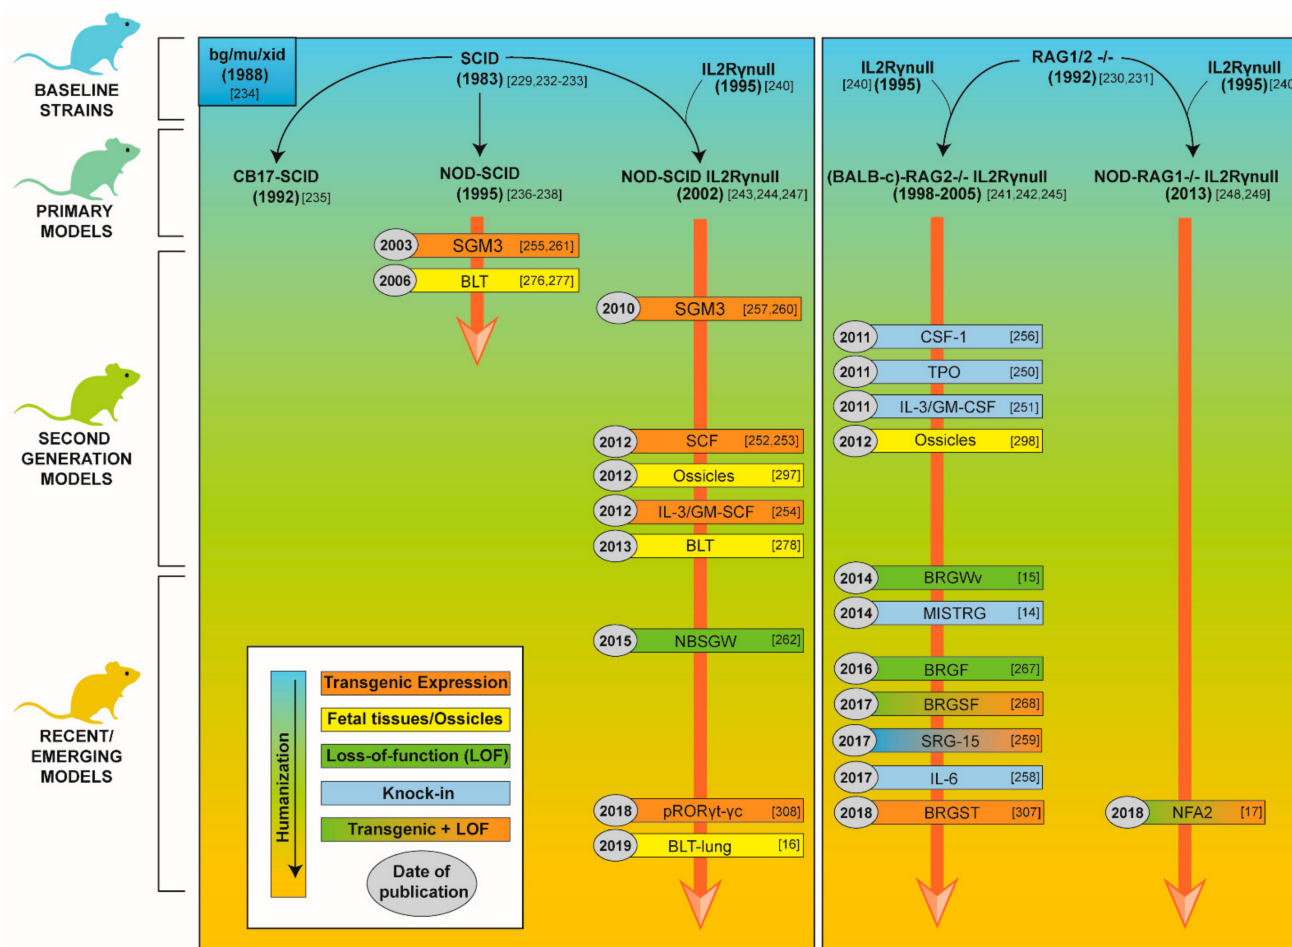 BASELINE
STRAINS
PRIMARY
MODELS
SECOND
GENERATION
MODELS
RECENT/
EMERGING
MODELS
bg/mu/xid
(1988)
[234]
SCID
(1983) [229,232-233]
IL2Rγnull
(1995) [240]
CB17-SCID
(1992) [235]
NOD-SCID
(1995) [236-238]
NOD-SCID IL2Rγnull
(2002) [243,244,247]
2003 SGM3 [255,261]
2006 BLT [276,277]
2010 SGM3 [257,260]
2012 SCF [252,253]
2012 Ossicles [297]
2012 IL-3/GM-SCF [254]
2013 BLT [278]
2015 NBSGW [262]
2018 pRORγt-γc [308]
2019 BLT-lung [16]
IL2Rγnull
[240] (1995)
RAG1/2 -/-
(1992) [230,231]
IL2Rγnull
(1995) [240
(BALB-c)-RAG2-/- IL2Rγnull
(1998-2005) [241,242,245]
NOD-RAG1-/- IL2Rγnull
(2013) [248,249]
2011 CSF-1 [256]
2011 TPO [250]
2011 IL-3/GM-CSF [251]
2012 Ossicles [298]
2014 BRGWv [15]
2014 MISTRG [14]
2016 BRGF [267]
2017 BRGSF [268]
2017 SRG-15 [259]
2017 IL-6 [258]
2018 BRGST [307]
2018 NFA2 [17]
Humanization
Transgenic Expression
Fetal tissues/Ossicles
Loss-of-function (LOF)
Knock-in
Transgenic + LOF
Date of
publication